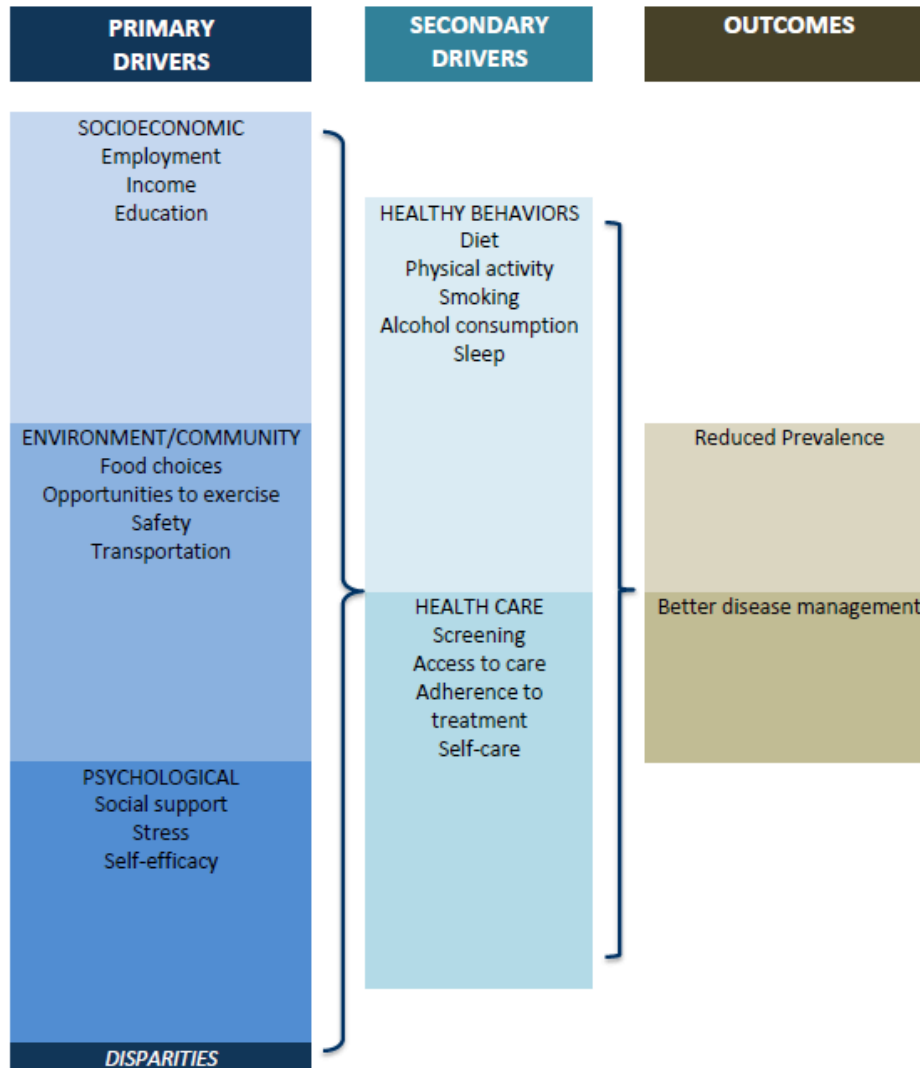 PRIMARY
DRIVERS
SOCIOECONOMIC
Employment
Income
Education
ENVIRONMENT/COMMUNITY
Food choices
Opportunities to exercise
Safety
Transportation
PSYCHOLOGICAL
Social support
Stress
Self-efficacy
DISPARITIES
SECONDARY
DRIVERS
HEALTHY BEHAVIORS
Diet
Physical activity
Smoking
Alcohol consumption
Sleep
HEALTH CARE
Screening
Access to care
Adherence to
treatment
Self-care
OUTCOMES
Reduced Prevalence
Better disease management